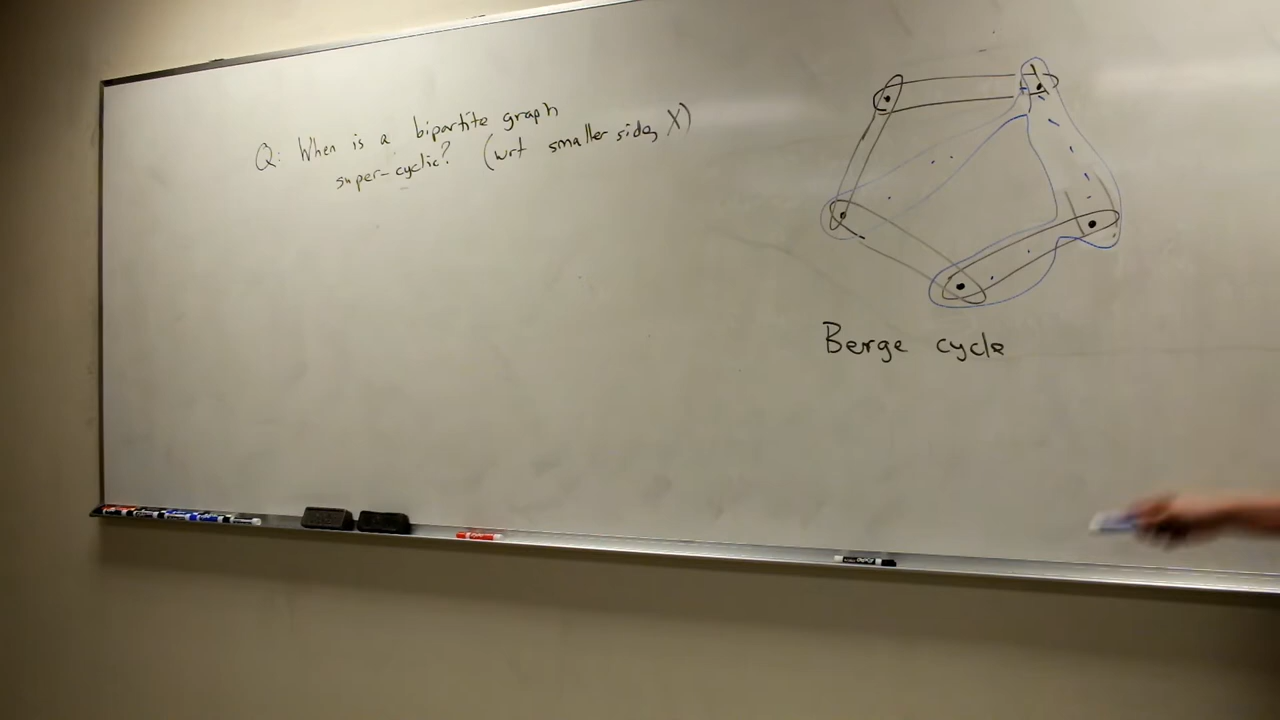 Q: When is a bipartite graph
super-cyclic? (wrt smaller side, X)
Berge cycle